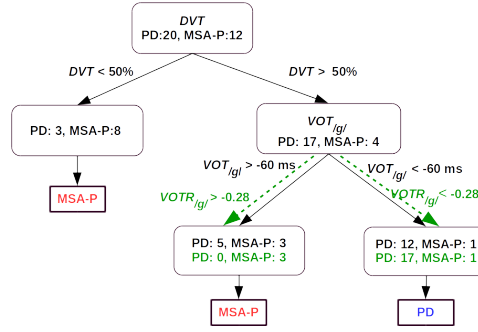 DVT
PD:20, MSA-P:12
DVT < 50%
DVT > 50%
PD: 3, MSA-P:8
VOT/g/
PD: 17, MSA-P: 4
MSA-P
VOT/g/ > -60 ms
VOT/g/ < -60 ms
VOTR/g/ > -0.28
VOTR/g/ < -0.28
PD: 5, MSA-P: 3
PD: 0, MSA-P: 3
PD: 12, MSA-P: 1
PD: 17, MSA-P: 1
MSA-P
PD